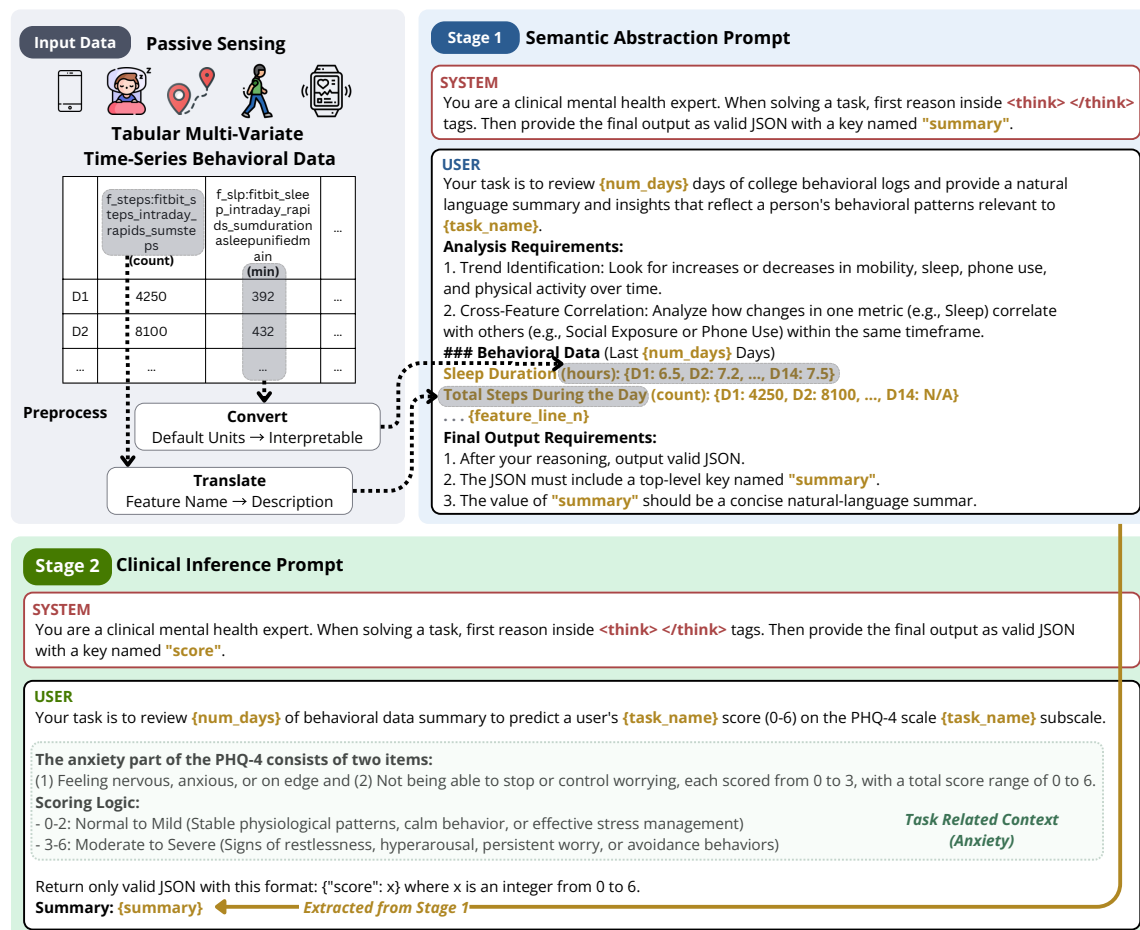 Input Data
Passive Sensing
Tabular Multi-Variate
Time-Series Behavioral Data
f_steps:fitbit_s
teps_intraday_
rapids_sumste
ps
(count)
f_slp:fitbit_slee
p_intraday_rapi
ds_sumduration
asleepunifiedm
ain
(min)
...
D1
4250
392
...
D2
8100
432
...
...
...
...
...
Preprocess
Convert
Default Units → Interpretable
Translate
Feature Name → Description
Stage 1
Semantic Abstraction Prompt
SYSTEM
You are a clinical mental health expert. When solving a task, first reason inside <think> </think>
tags. Then provide the final output as valid JSON with a key named "summary".
USER
Your task is to review {num_days} days of college behavioral logs and provide a natural
language summary and insights that reflect a person's behavioral patterns relevant to
{task_name}.
Analysis Requirements:
1. Trend Identification: Look for increases or decreases in mobility, sleep, phone use,
and physical activity over time.
2. Cross-Feature Correlation: Analyze how changes in one metric (e.g., Sleep) correlate
with others (e.g., Social Exposure or Phone Use) within the same timeframe.
### Behavioral Data (Last {num_days} Days)
Sleep Duration (hours): {D1: 6.5, D2: 7.2, ..., D14: 7.5}
Total Steps During the Day (count): {D1: 4250, D2: 8100, ..., D14: N/A}
. . . {feature_line_n}
Final Output Requirements:
1. After your reasoning, output valid JSON.
2. The JSON must include a top-level key named "summary".
3. The value of "summary" should be a concise natural-language summar.
Stage 2
Clinical Inference Prompt
SYSTEM
You are a clinical mental health expert. When solving a task, first reason inside <think> </think> tags. Then provide the final output as valid JSON
with a key named "score".
USER
Your task is to review {num_days} of behavioral data summary to predict a user's {task_name} score (0-6) on the PHQ-4 scale {task_name} subscale.
The anxiety part of the PHQ-4 consists of two items:
(1) Feeling nervous, anxious, or on edge and (2) Not being able to stop or control worrying, each scored from 0 to 3, with a total score range of 0 to 6.
Scoring Logic:
- 0-2: Normal to Mild (Stable physiological patterns, calm behavior, or effective stress management)
- 3-6: Moderate to Severe (Signs of restlessness, hyperarousal, persistent worry, or avoidance behaviors)
Task Related Context
(Anxiety)
Return only valid JSON with this format: {"score": x} where x is an integer from 0 to 6.
Summary: {summary}
Extracted from Stage 1